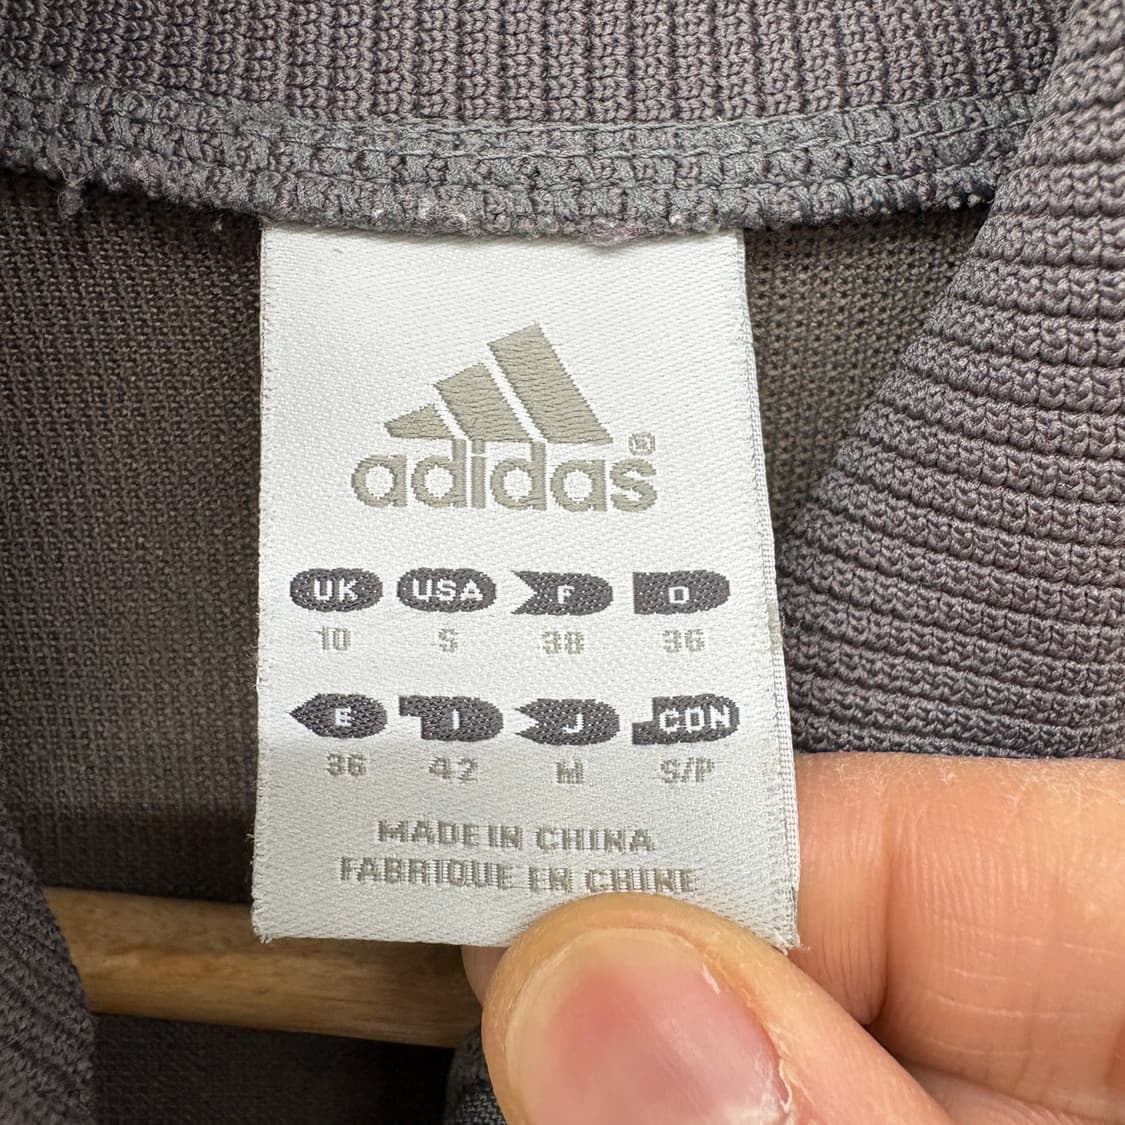 adidas®
UK USA F D
10 S 38 36
E I J CDN
36 42 M S/P
MADE IN CHINA
FABRIQUE EN CHINE